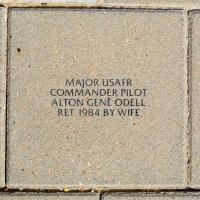 MAJOR USAFR
COMMANDER PILOT
ALTON GENE ODELL
RET 1984 BY WIFE